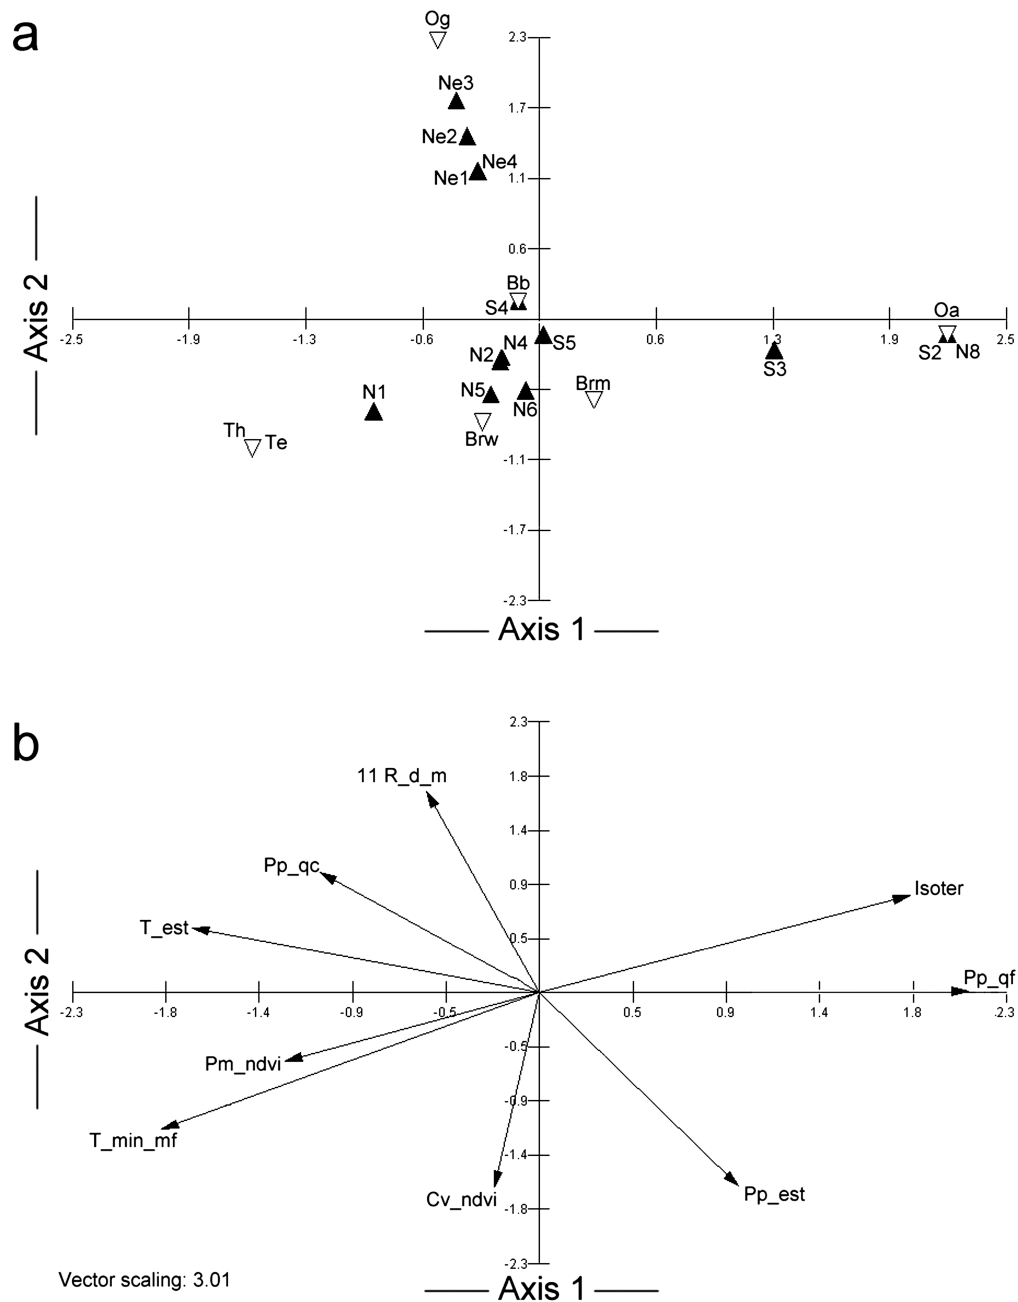 a
Og
2.3
Ne3
1.7
Ne2
Ne4
Ne1
1.1
0.6
Bb
S4
Oa
-2.5 -1.9 -1.3 -0.6 0.6 1.3 1.9 2.5
N4 S5 S2 N8
N2
S3
N1 N5 Brm
N6
Th Te Brw
-1.1
-1.7
-2.3
Axis 2
Axis 1
b
2.3
11 R_d_m 1.8
1.4
Pp_qc
0.9 Isoter
T_est
0.5
Pp_qf
-2.3 -1.8 -1.4 -0.9 -0.5 0.5 0.9 1.4 1.8 2.3
-0.5
Pm_ndvi
-0.9
T_min_mf
-1.4
Cv_ndvi Pp_est
-1.8
-2.3
Axis 2
Vector scaling: 3.01
Axis 1